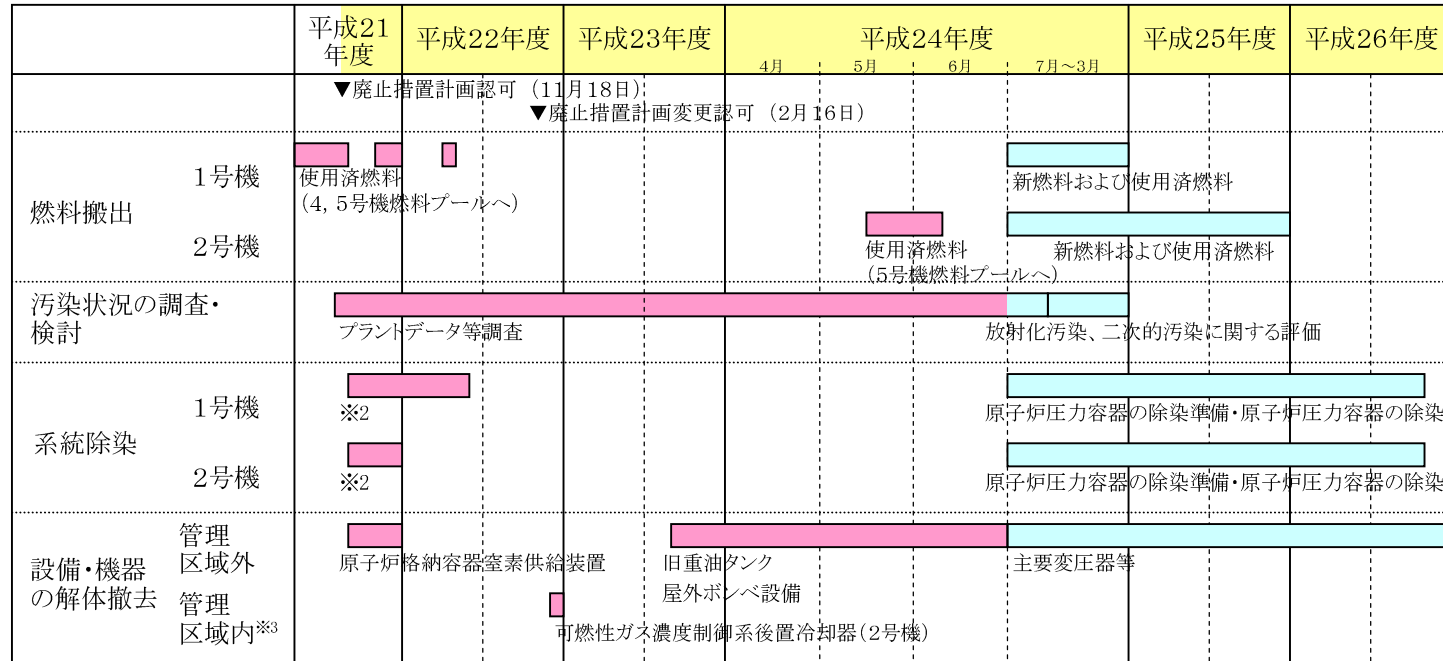 平成21
年度
平成22年度
平成23年度
平成24年度
平成25年度
平成26年度
4月
5月
6月
7月～3月
▼廃止措置計画認可（11月18日）
▼廃止措置計画変更認可（2月16日）
燃料搬出
1号機
使用済燃料
（4，5号機燃料プールへ）
新燃料および使用済燃料
2号機
使用済燃料
（5号機燃料プールへ）
新燃料および使用済燃料
汚染状況の調査・
検討
プラントデータ等調査
放射化汚染、二次的汚染に関する評価
系統除染
1号機
※2
原子炉圧力容器の除染準備・原子炉圧力容器の除染
2号機
※2
原子炉圧力容器の除染準備・原子炉圧力容器の除染
設備・機器
の解体撤去
管理
区域外
原子炉格納容器窒素供給装置
旧重油タンク
屋外ボンベ設備
主要変圧器等
管理
区域内※3
可燃性ガス濃度制御系後置冷却器（2号機）